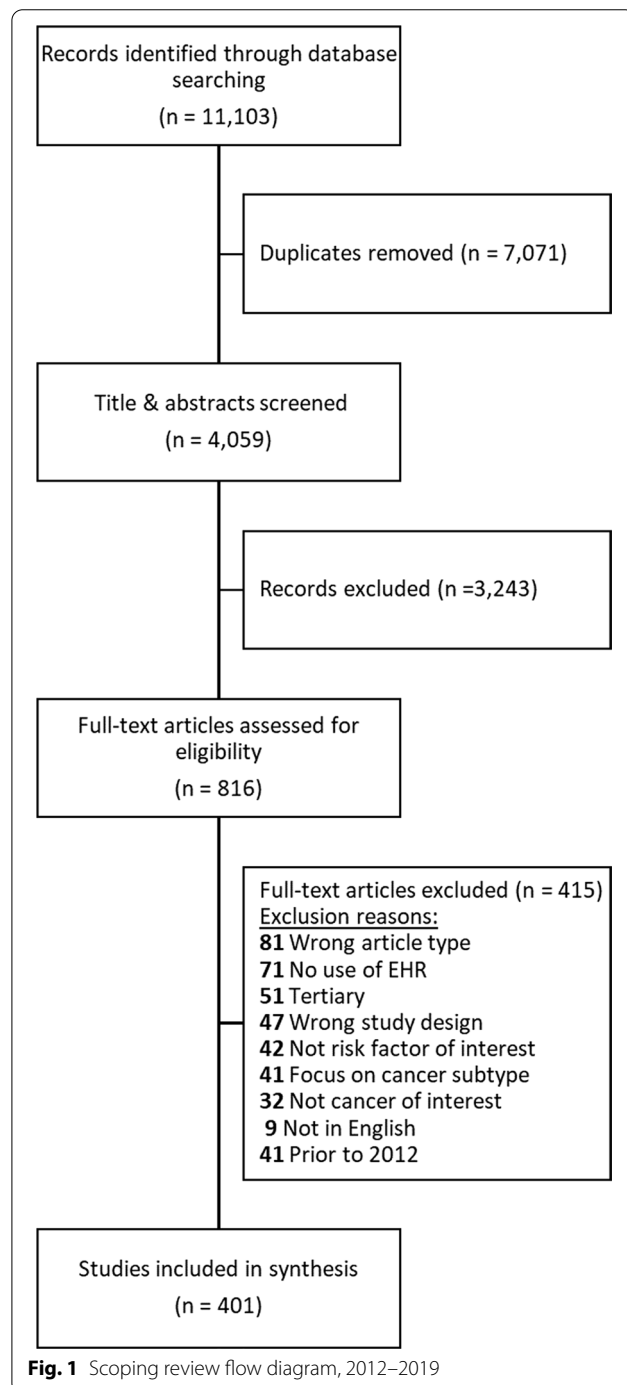 Records identified through database
searching
(n = 11,103)
Duplicates removed (n = 7,071)
Title & abstracts screened
(n = 4,059)
Records excluded (n =3,243)
Full-text articles assessed for
eligibility
(n = 816)
Full-text articles excluded (n = 415)
Exclusion reasons:
81 Wrong article type
71 No use of EHR
51 Tertiary
47 Wrong study design
42 Not risk factor of interest
41 Focus on cancer subtype
32 Not cancer of interest
9 Not in English
41 Prior to 2012
Studies included in synthesis
(n = 401)
Fig. 1 Scoping review flow diagram, 2012–2019